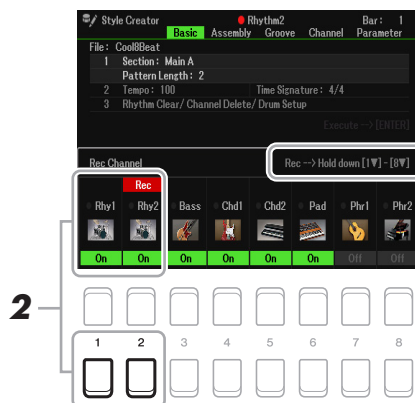 Style Creator Rhythm2 Bar: 1
Basic Assembly Groove Channel Parameter
File: Cool8Beat
1 Section: Main A
Pattern Length: 2
2 Tempo: 100 Time Signature: 4/4
3 Rhythm Clear/ Channel Delete/ Drum Setup
Execute-->[ENTER]
Rec Channel Rec --> Hold down [1▼]-[8▼]
Rec
Rhy1 Rhy2 Bass Chd1 Chd2 Pad Phr1 Phr2
On On On On On On Off Off
2
1 2 3 4 5 6 7 8